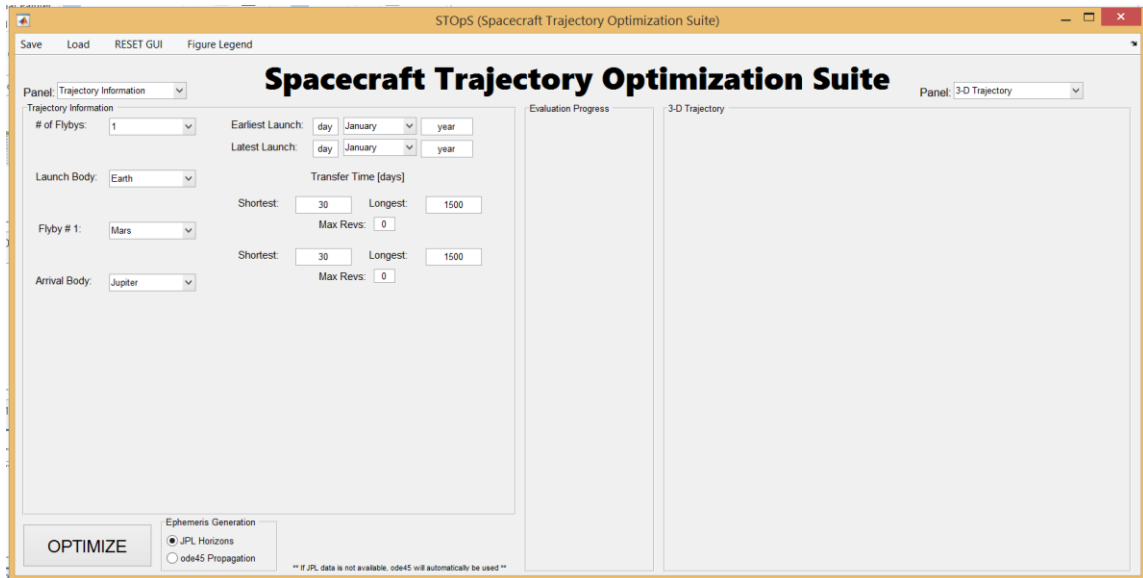 STOpS (Spacecraft Trajectory Optimization Suite)
Save Load RESET GUI Figure Legend
Spacecraft Trajectory Optimization Suite
Panel: Trajectory Information
Panel: 3-D Trajectory
Trajectory Information
# of Flybys: 1
Earliest Launch: day January year
Latest Launch: day January year
Launch Body: Earth
Transfer Time [days]
Shortest: 30 Longest: 1500
Max Revs: 0
Flyby # 1: Mars
Shortest: 30 Longest: 1500
Max Revs: 0
Arrival Body: Jupiter
Evaluation Progress
3-D Trajectory
OPTIMIZE
Ephemeris Generation
JPL Horizons
ode45 Propagation
** If JPL data is not available, ode45 will automatically be used **